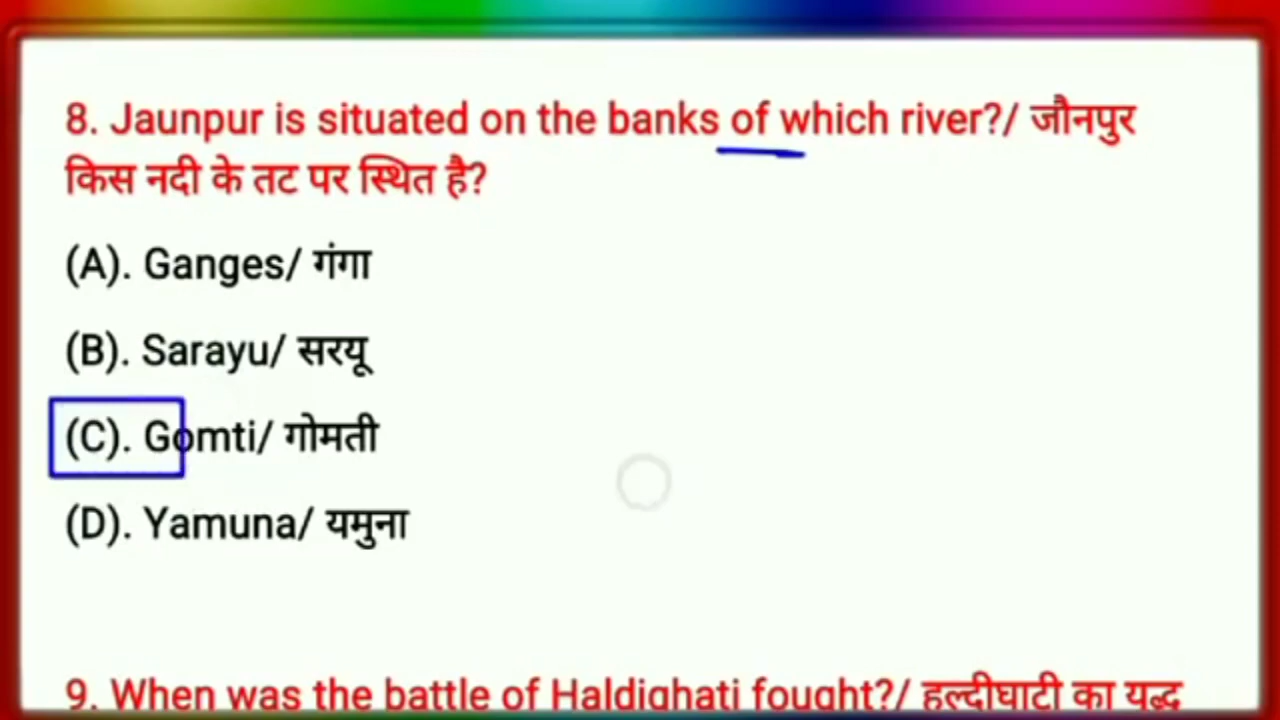 8. Jaunpur is situated on the banks of which river?/ जौनपुर
किस नदी के तट पर स्थित है?
(A). Ganges/ गंगा
(B). Sarayu/ सरयू
(C). Gomti/ गोमती
(D). Yamuna/ यमुना
9. When was the battle of Haldighati fought?/ हल्दीघाटी का युद्ध